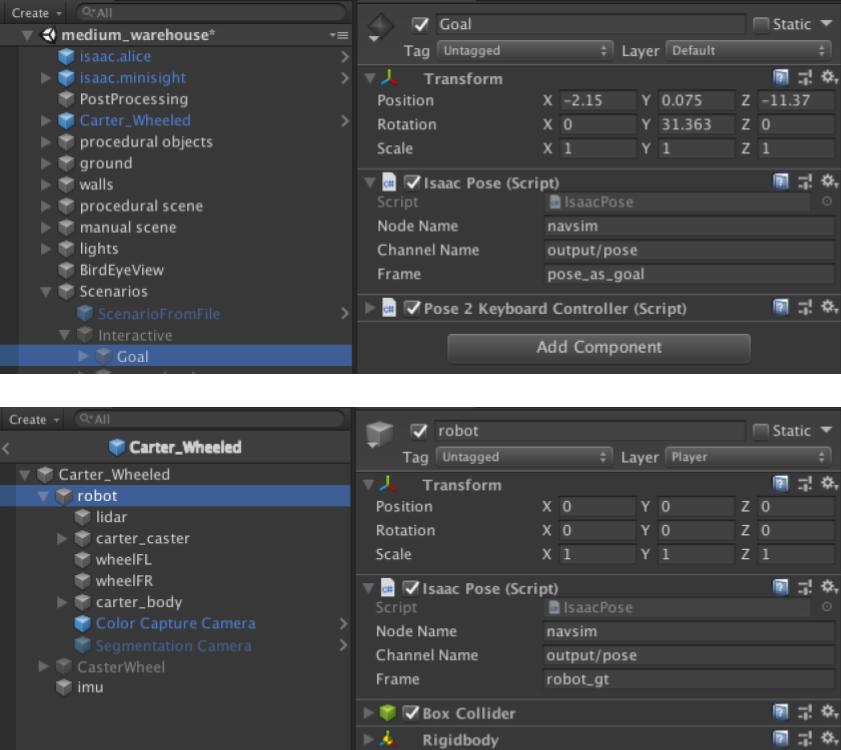 Create
All
medium_warehouse*
isaac.alice
isaac.minisight
PostProcessing
Carter_Wheeled
procedural objects
ground
walls
procedural scene
manual scene
lights
BirdEyeView
Scenarios
ScenarioFromFile
Interactive
Goal
Goal Static
Tag Untagged Layer Default
Transform
Position X -2.15 Y 0.075 Z -11.37
Rotation X 0 Y 31.363 Z 0
Scale X 1 Y 1 Z 1
Isaac Pose (Script)
Script IsaacPose
Node Name navsim
Channel Name output/pose
Frame pose_as_goal
Pose 2 Keyboard Controller (Script)
Add Component
Create
All
Carter_Wheeled
Carter_Wheeled
robot
lidar
carter_caster
wheelFL
wheelFR
carter_body
Color Capture Camera
Segmentation Camera
CasterWheel
imu
robot Static
Tag Untagged Layer Player
Transform
Position X 0 Y 0 Z 0
Rotation X 0 Y 0 Z 0
Scale X 1 Y 1 Z 1
Isaac Pose (Script)
Script IsaacPose
Node Name navsim
Channel Name output/pose
Frame robot_gt
Box Collider
Rigidbody